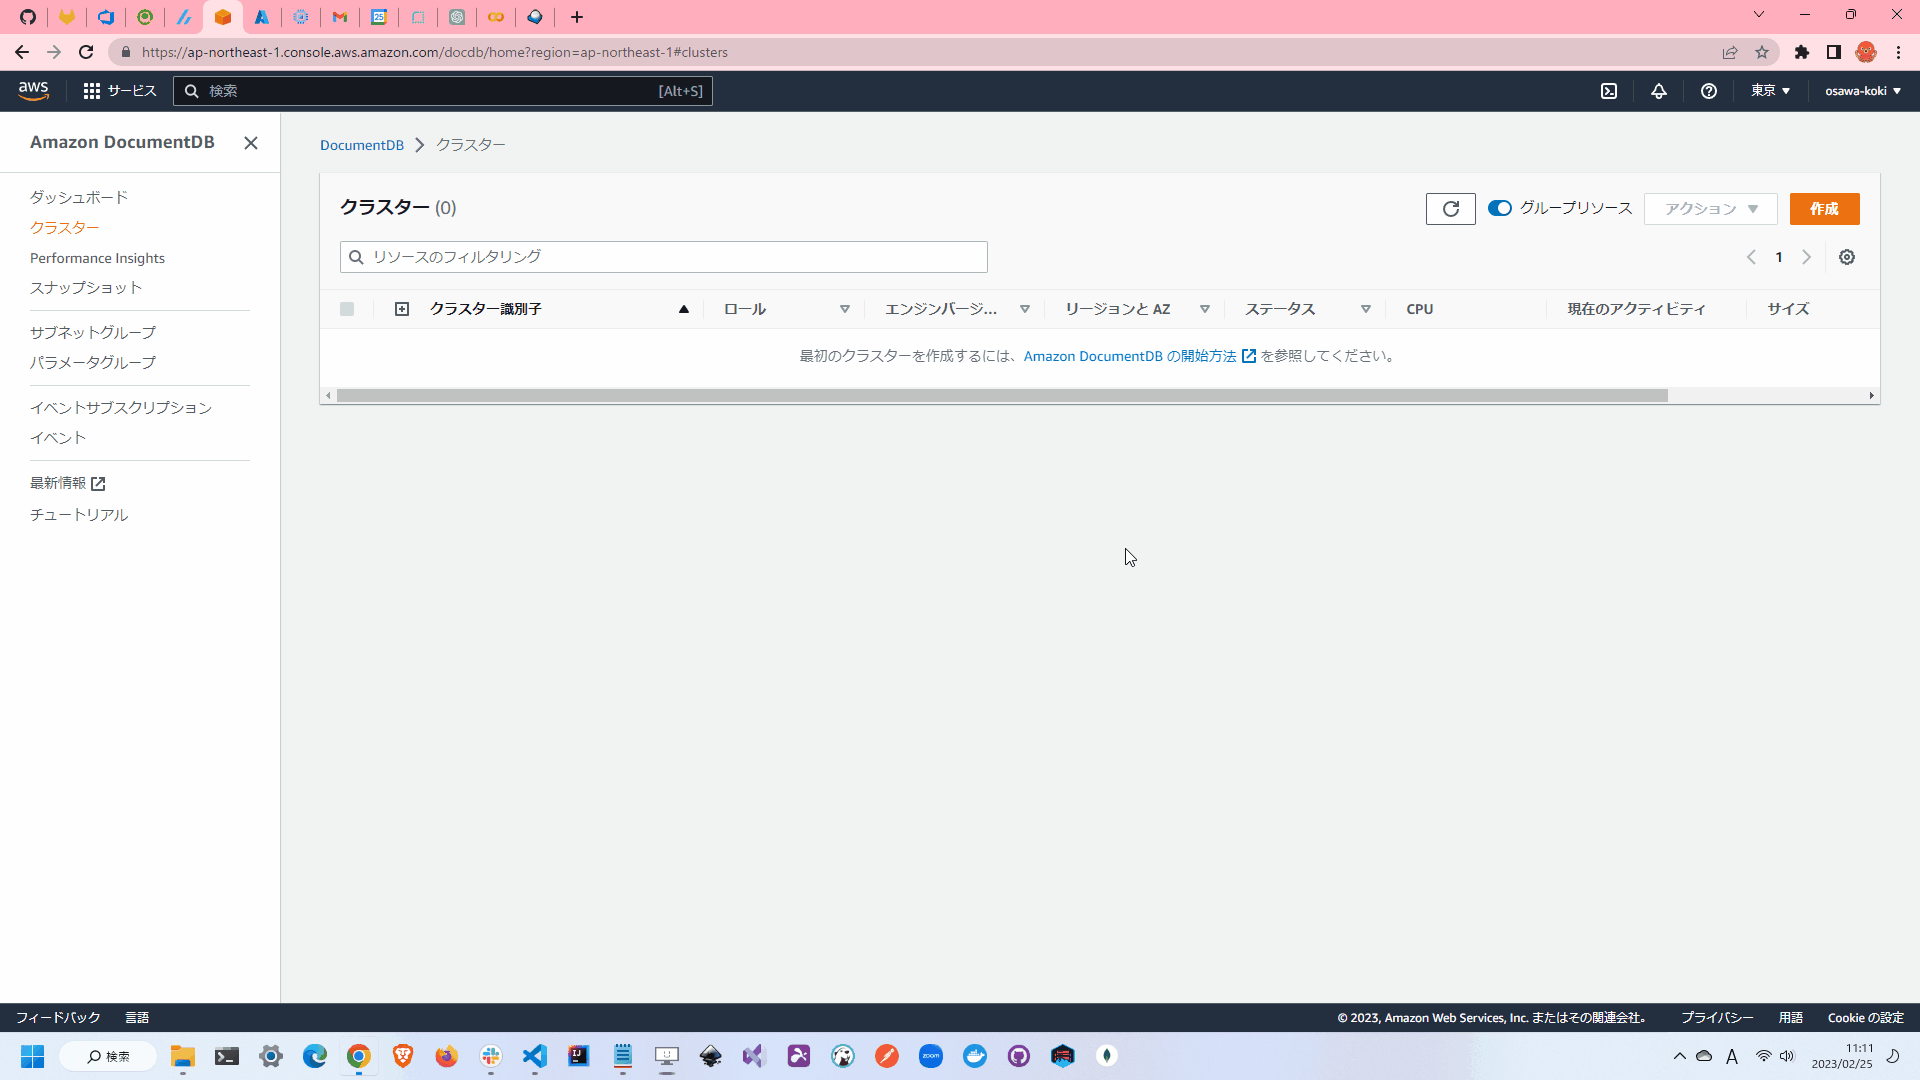 https://ap-northeast-1.console.aws.amazon.com/docdb/home?region=ap-northeast-1#clusters
aws
サービス
検索
[Alt+S]
東京 ▼
osawa-koki ▼
Amazon DocumentDB
ダッシュボード
クラスター
Performance Insights
スナップショット
サブネットグループ
パラメータグループ
イベントサブスクリプション
イベント
最新情報
チュートリアル
DocumentDB > クラスター
クラスター (0)
グループリソース
アクション ▼
作成
リソースのフィルタリング
1
クラスター識別子
ロール
エンジンバージ...
リージョンと AZ
ステータス
CPU
現在のアクティビティ
サイズ
最初のクラスターを作成するには、Amazon DocumentDB の開始方法 を参照してください。
フィードバック
言語
© 2023, Amazon Web Services, Inc. またはその関連会社。
プライバシー
用語
Cookie の設定
検索
zoom
A
11:11
2023/02/25